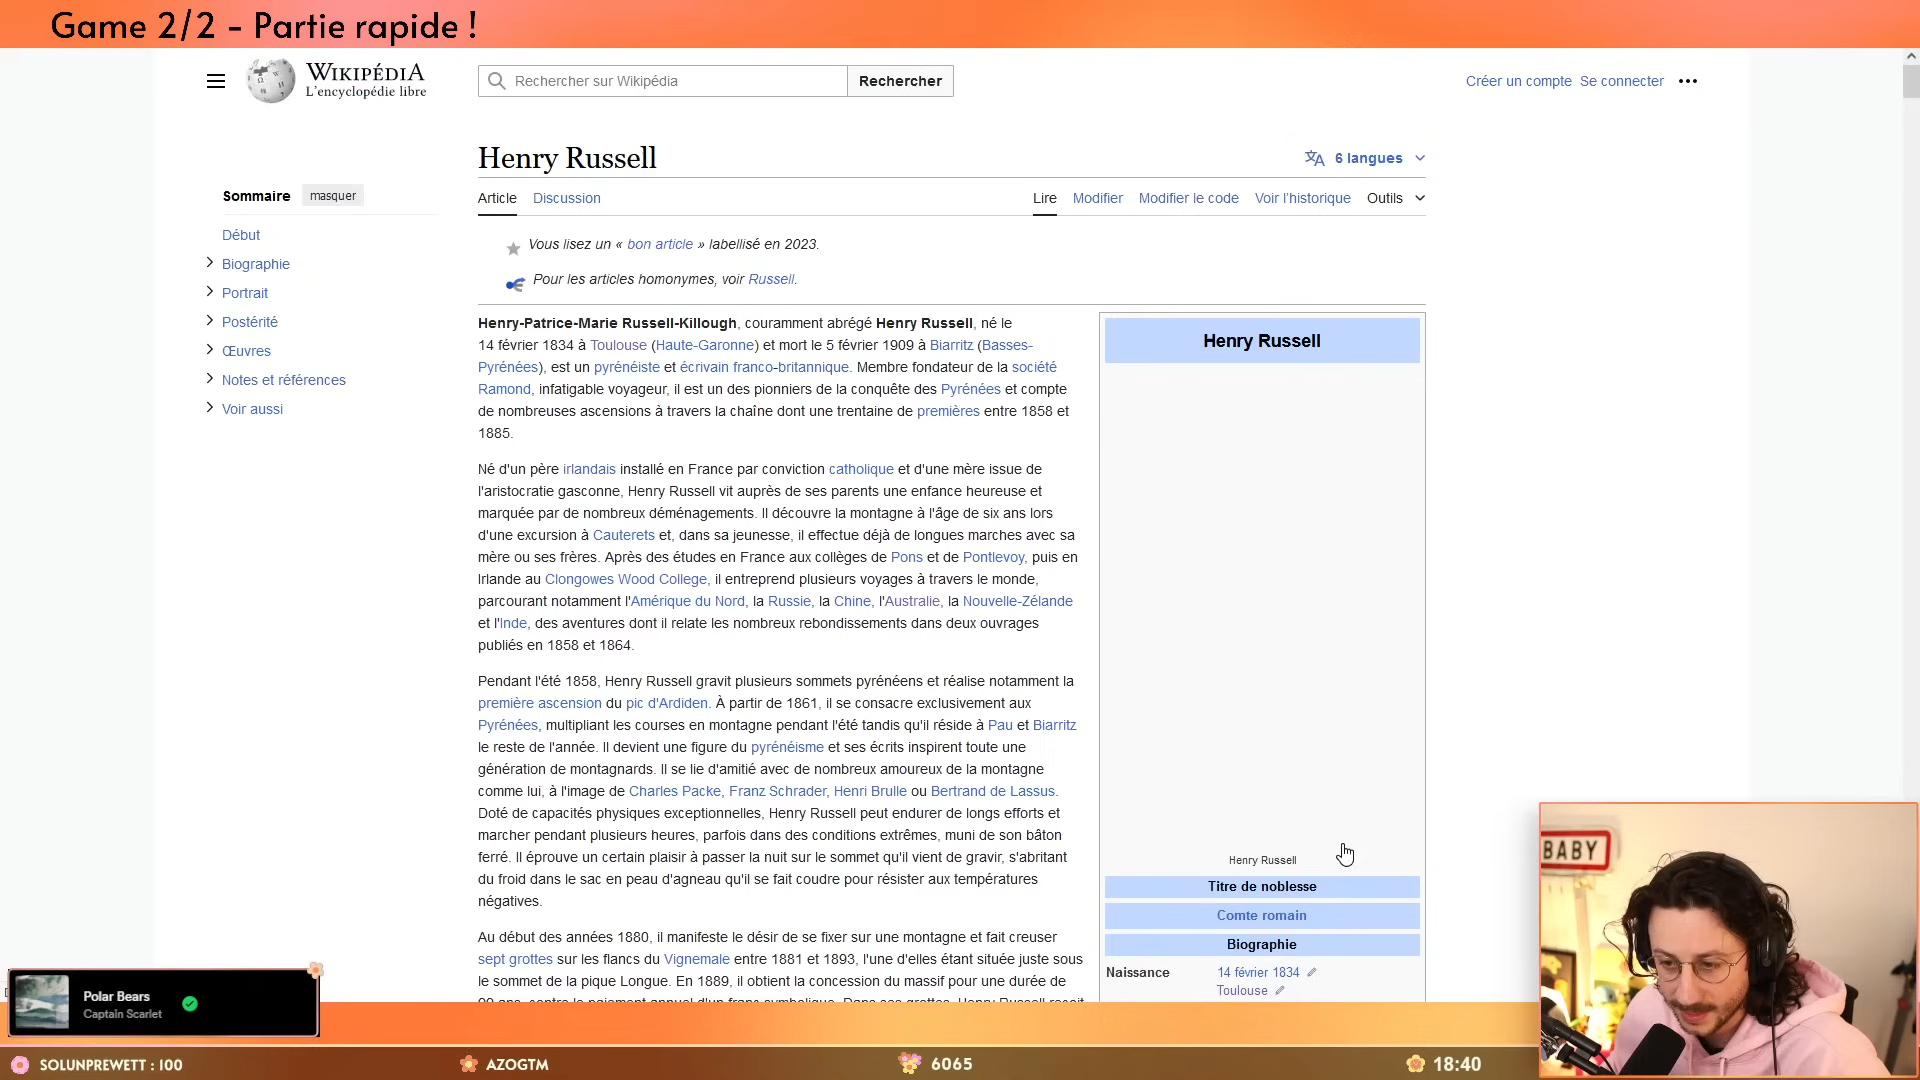 Game 2/2 - Partie rapide !
WIKIPÉDIA
L'encyclopédie libre
Rechercher sur Wikipédia
Rechercher
Créer un compte
Se connecter
Henry Russell
6 langues
Sommaire
masquer
Article
Discussion
Lire
Modifier
Modifier le code
Voir l'historique
Outils
Début
Biographie
Portrait
Postérité
Œuvres
Notes et références
Voir aussi
Vous lisez un « bon article » labellisé en 2023.
Pour les articles homonymes, voir Russell.
Henry-Patrice-Marie Russell-Killough, couramment abrégé Henry Russell, né le
14 février 1834 à Toulouse (Haute-Garonne) et mort le 5 février 1909 à Biarritz (Basses-
Pyrénées), est un pyrénéiste et écrivain franco-britannique. Membre fondateur de la société
Ramond, infatigable voyageur, il est un des pionniers de la conquête des Pyrénées et compte
de nombreuses ascensions à travers la chaîne dont une trentaine de premières entre 1858 et
1885.
Né d'un père irlandais installé en France par conviction catholique et d'une mère issue de
l'aristocratie gasconne, Henry Russell vit auprès de ses parents une enfance heureuse et
marquée par de nombreux déménagements. Il découvre la montagne à l'âge de six ans lors
d'une excursion à Cauterets et, dans sa jeunesse, il effectue déjà de longues marches avec sa
mère ou ses frères. Après des études en France aux collèges de Pons et de Pontlevoy, puis en
Irlande au Clongowes Wood College, il entreprend plusieurs voyages à travers le monde,
parcourant notamment l'Amérique du Nord, la Russie, la Chine, l'Australie, la Nouvelle-Zélande
et l'Inde, des aventures dont il relate les nombreux rebondissements dans deux ouvrages
publiés en 1858 et 1864.
Pendant l'été 1858, Henry Russell gravit plusieurs sommets pyrénéens et réalise notamment la
première ascension du pic d'Ardiden. À partir de 1861, il se consacre exclusivement aux
Pyrénées, multipliant les courses en montagne pendant l'été tandis qu'il réside à Pau et Biarritz
le reste de l'année. Il devient une figure du pyrénéisme et ses écrits inspirent toute une
génération de montagnards. Il se lie d'amitié avec de nombreux amoureux de la montagne
comme lui, à l'image de Charles Packe, Franz Schrader, Henri Brulle ou Bertrand de Lassus.
Doté de capacités physiques exceptionnelles, Henry Russell peut endurer de longs efforts et
marcher pendant plusieurs heures, parfois dans des conditions extrêmes, muni de son bâton
ferré. Il éprouve un certain plaisir à passer la nuit sur le sommet qu'il vient de gravir, s'abritant
du froid dans le sac en peau d'agneau qu'il se fait coudre pour résister aux températures
négatives.
Au début des années 1880, il manifeste le désir de se fixer sur une montagne et fait creuser
sept grottes sur les flancs du Vignemale entre 1881 et 1893, l'une d'elles étant située juste sous
le sommet de la pique Longue. En 1889, il obtient la concession du massif pour une durée de
99 ans, contre le paiement annuel d'un franc symbolique. Dans ses grottes, Henry Russell reçoit
Henry Russell
Henry Russell
Titre de noblesse
Comte romain
Biographie
Naissance
14 février 1834
Toulouse
BABY
Polar Bears
Captain Scarlet
SOLUNPREWETT : 100
AZOGTM
6065
18:40